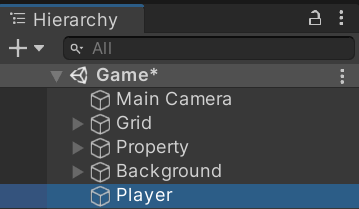 Hierarchy
All
Game*
Main Camera
Grid
Property
Background
Player